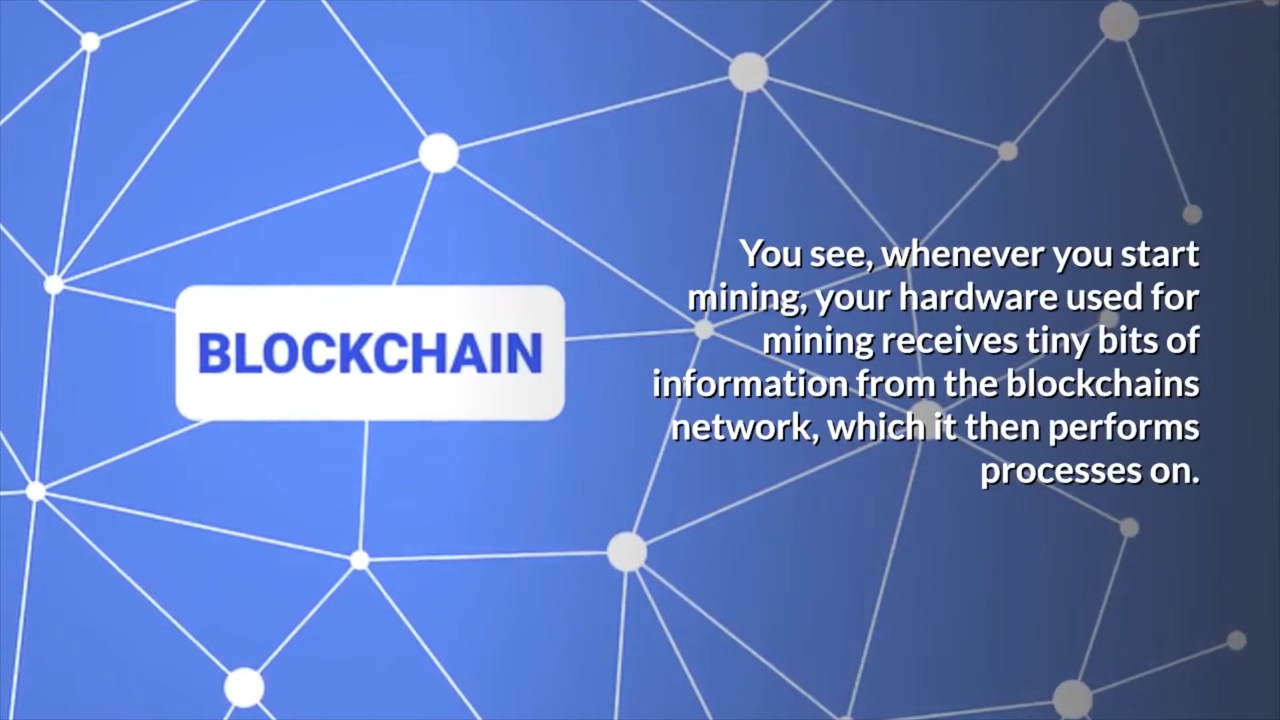 BLOCKCHAIN
You see, whenever you start
mining, your hardware used for
mining receives tiny bits of
information from the blockchains
network, which it then performs
processes on.